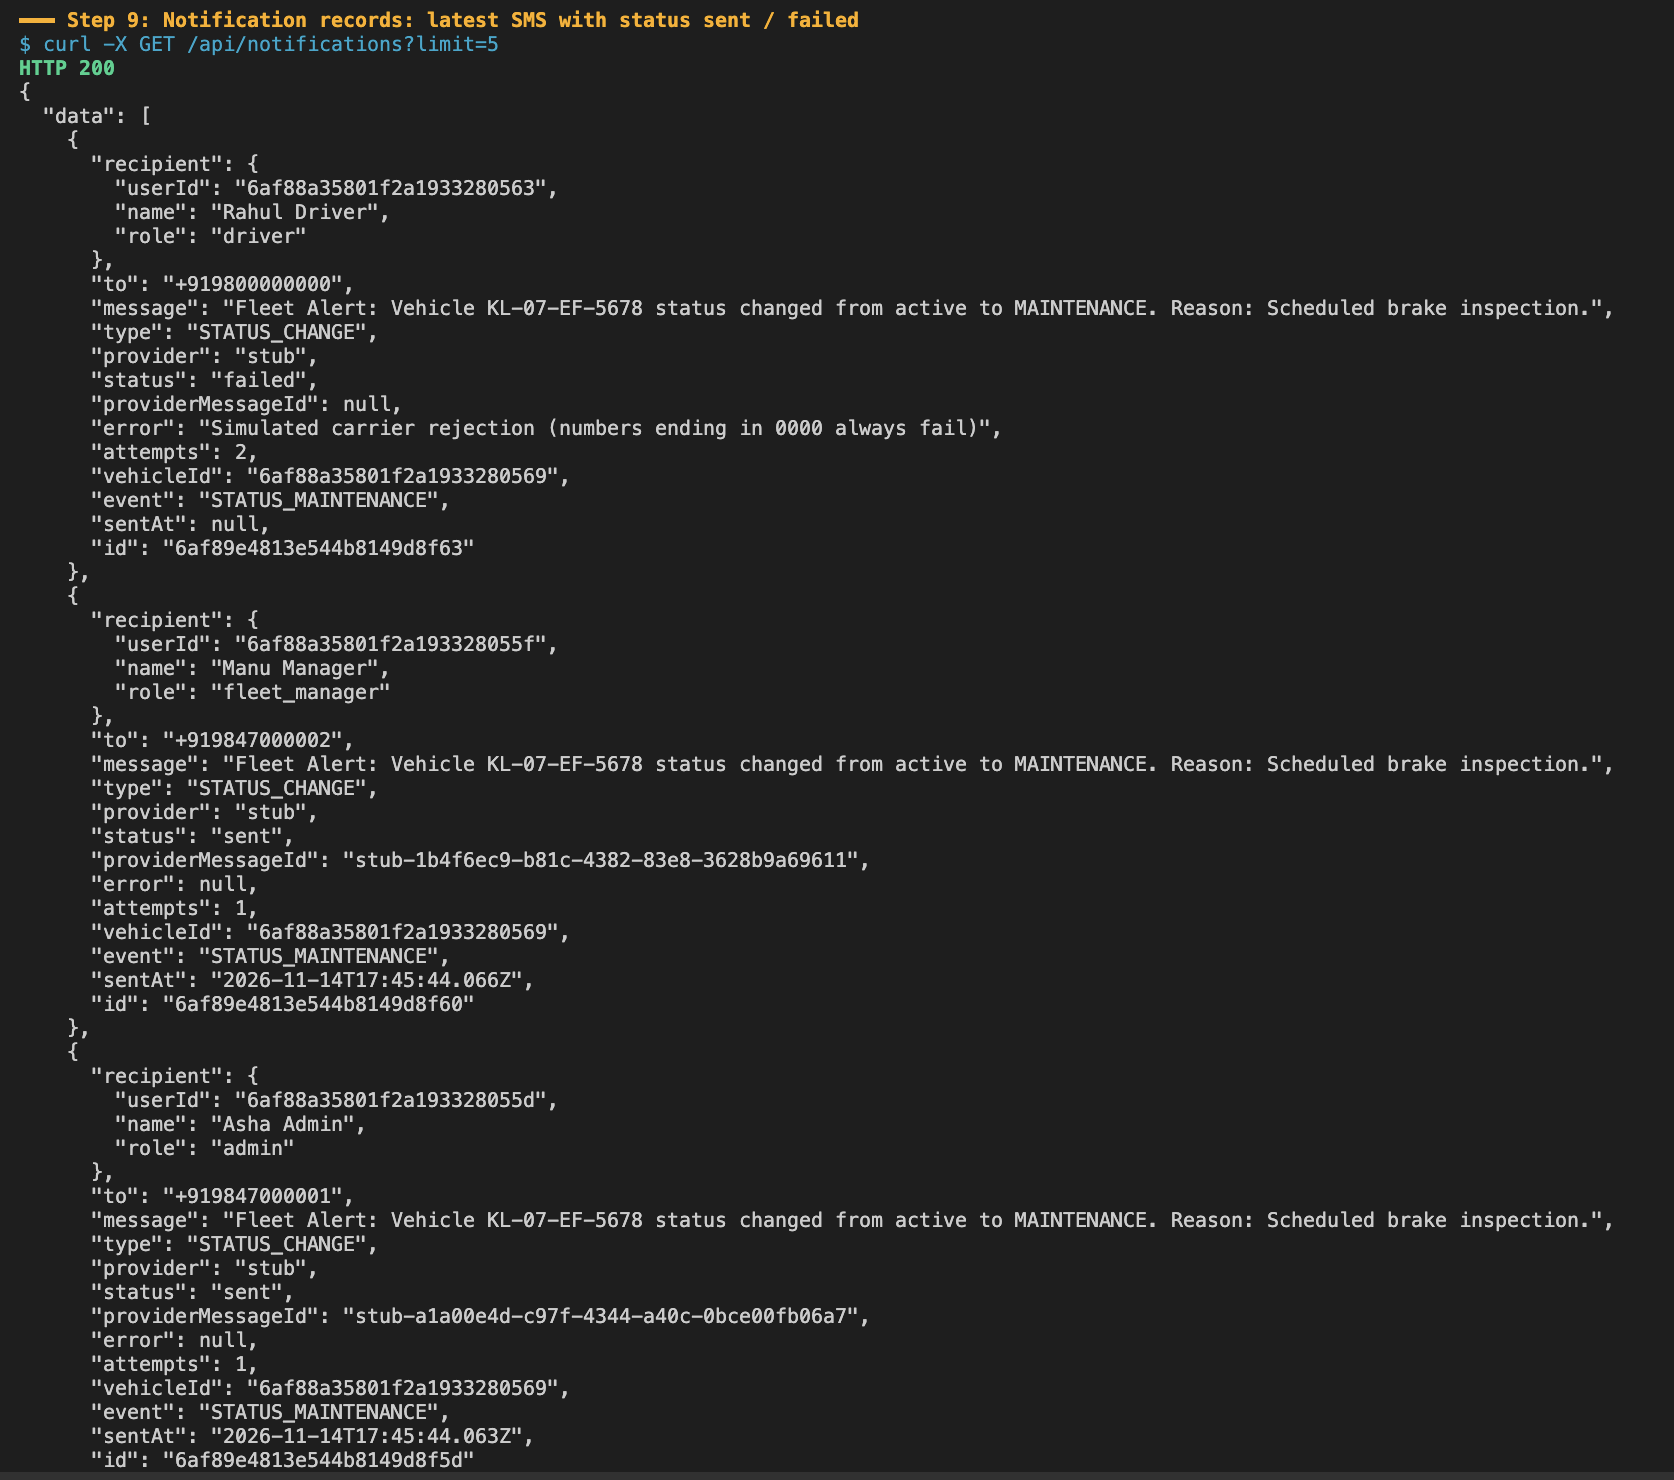 ━━━ Step 9: Notification records: latest SMS with status sent / failed
$ curl -X GET /api/notifications?limit=5
HTTP 200
{
  "data": [
    {
      "recipient": {
        "userId": "6af88a35801f2a1933280563",
        "name": "Rahul Driver",
        "role": "driver"
      },
      "to": "+919800000000",
      "message": "Fleet Alert: Vehicle KL-07-EF-5678 status changed from active to MAINTENANCE. Reason: Scheduled brake inspection.",
      "type": "STATUS_CHANGE",
      "provider": "stub",
      "status": "failed",
      "providerMessageId": null,
      "error": "Simulated carrier rejection (numbers ending in 0000 always fail)",
      "attempts": 2,
      "vehicleId": "6af88a35801f2a1933280569",
      "event": "STATUS_MAINTENANCE",
      "sentAt": null,
      "id": "6af89e4813e544b8149d8f63"
    },
    {
      "recipient": {
        "userId": "6af88a35801f2a193328055f",
        "name": "Manu Manager",
        "role": "fleet_manager"
      },
      "to": "+919847000002",
      "message": "Fleet Alert: Vehicle KL-07-EF-5678 status changed from active to MAINTENANCE. Reason: Scheduled brake inspection.",
      "type": "STATUS_CHANGE",
      "provider": "stub",
      "status": "sent",
      "providerMessageId": "stub-1b4f6ec9-b81c-4382-83e8-3628b9a69611",
      "error": null,
      "attempts": 1,
      "vehicleId": "6af88a35801f2a1933280569",
      "event": "STATUS_MAINTENANCE",
      "sentAt": "2026-11-14T17:45:44.066Z",
      "id": "6af89e4813e544b8149d8f60"
    },
    {
      "recipient": {
        "userId": "6af88a35801f2a193328055d",
        "name": "Asha Admin",
        "role": "admin"
      },
      "to": "+919847000001",
      "message": "Fleet Alert: Vehicle KL-07-EF-5678 status changed from active to MAINTENANCE. Reason: Scheduled brake inspection.",
      "type": "STATUS_CHANGE",
      "provider": "stub",
      "status": "sent",
      "providerMessageId": "stub-a1a00e4d-c97f-4344-a40c-0bce00fb06a7",
      "error": null,
      "attempts": 1,
      "vehicleId": "6af88a35801f2a1933280569",
      "event": "STATUS_MAINTENANCE",
      "sentAt": "2026-11-14T17:45:44.063Z",
      "id": "6af89e4813e544b8149d8f5d"